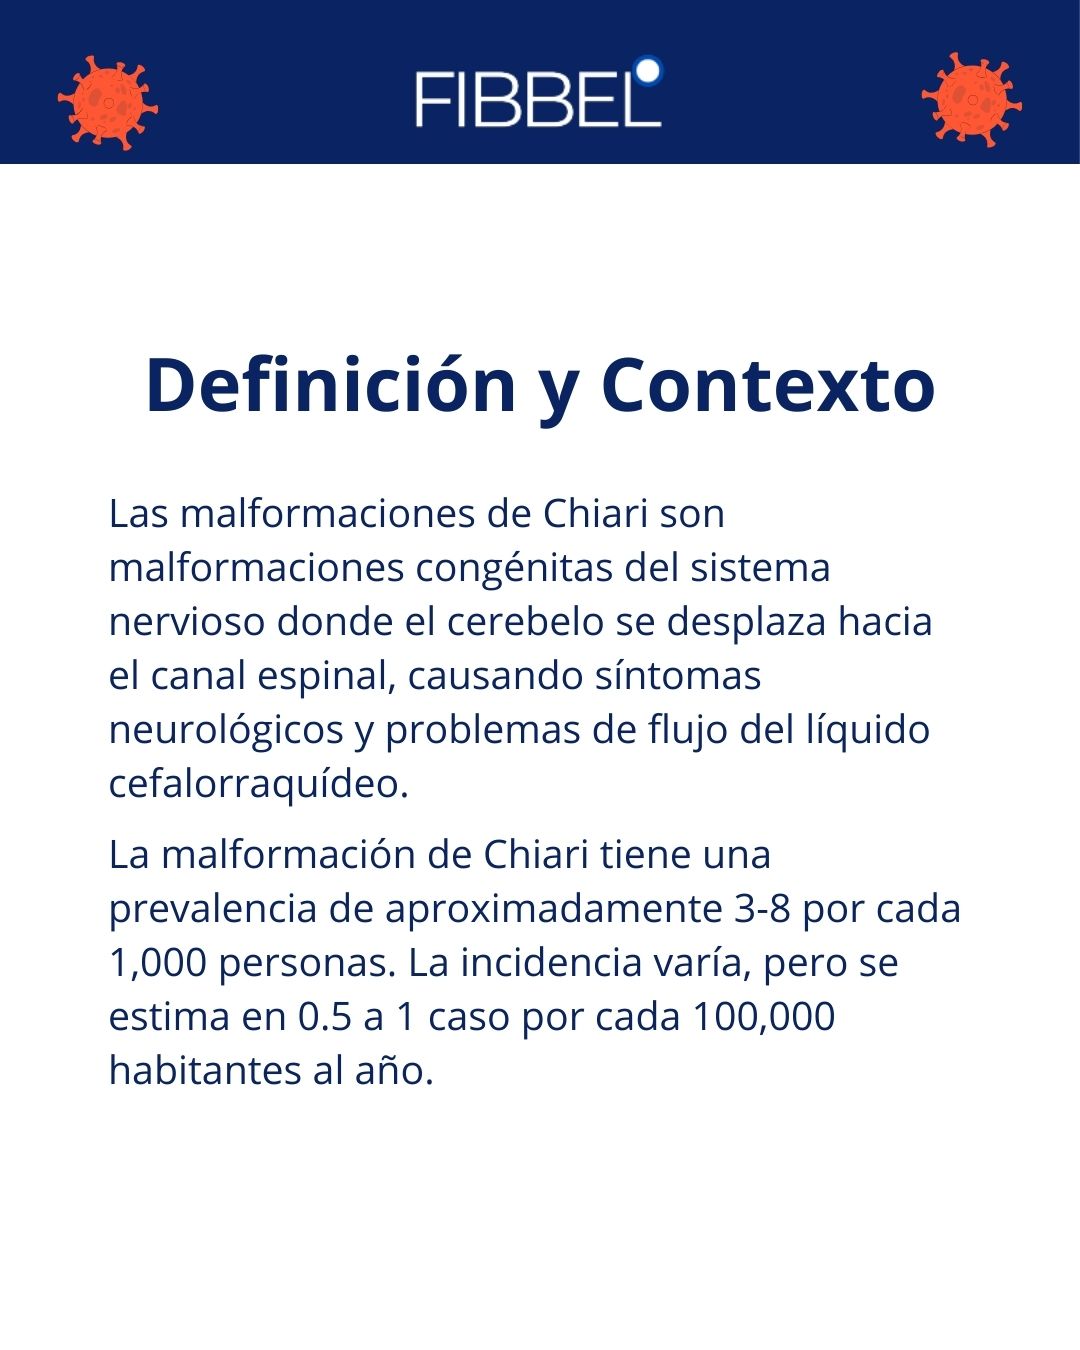 FIBBEL
Definición y Contexto
Las malformaciones de Chiari son
malformaciones congénitas del sistema
nervioso donde el cerebelo se desplaza hacia
el canal espinal, causando síntomas
neurológicos y problemas de flujo del líquido
cefalorraquídeo.
La malformación de Chiari tiene una
prevalencia de aproximadamente 3-8 por cada
1,000 personas. La incidencia varía, pero se
estima en 0.5 a 1 caso por cada 100,000
habitantes al año.